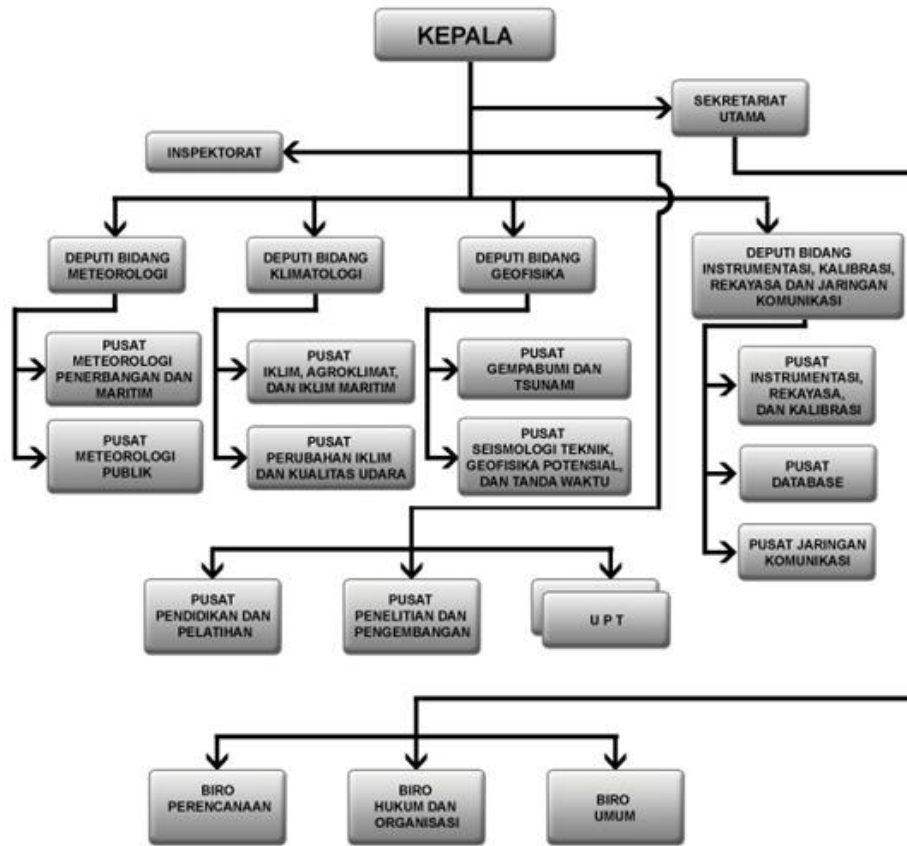 KEPALA
SEKRETARIAT
UTAMA
INSPEKTORAT
DEPUTI BIDANG
METEOROLOGI
DEPUTI BIDANG
KLIMATOLOGI
DEPUTI BIDANG
GEOFISIKA
DEPUTI BIDANG
INSTRUMENTASI, KALIBRASI,
REKAYASA DAN JARINGAN
KOMUNIKASI
PUSAT
METEOROLOGI
PENERBANGAN DAN
MARITIM
PUSAT
IKLIM, AGROKLIMAT,
DAN IKLIM MARITIM
PUSAT
GEMPABUMI DAN
TSUNAMI
PUSAT
INSTRUMENTASI,
REKAYASA,
DAN KALIBRASI
PUSAT
METEOROLOGI
PUBLIK
PUSAT
PERUBAHAN IKLIM
DAN KUALITAS UDARA
PUSAT
SEISMOLOGI TEKNIK,
GEOFISIKA POTENSIAL,
DAN TANDA WAKTU
PUSAT
DATABASE
PUSAT JARINGAN
KOMUNIKASI
PUSAT
PENDIDIKAN DAN
PELATIHAN
PUSAT
PENELITIAN DAN
PENGEMBANGAN
U P T
BIRO
PERENCANAAN
BIRO
HUKUM DAN
ORGANISASI
BIRO
UMUM